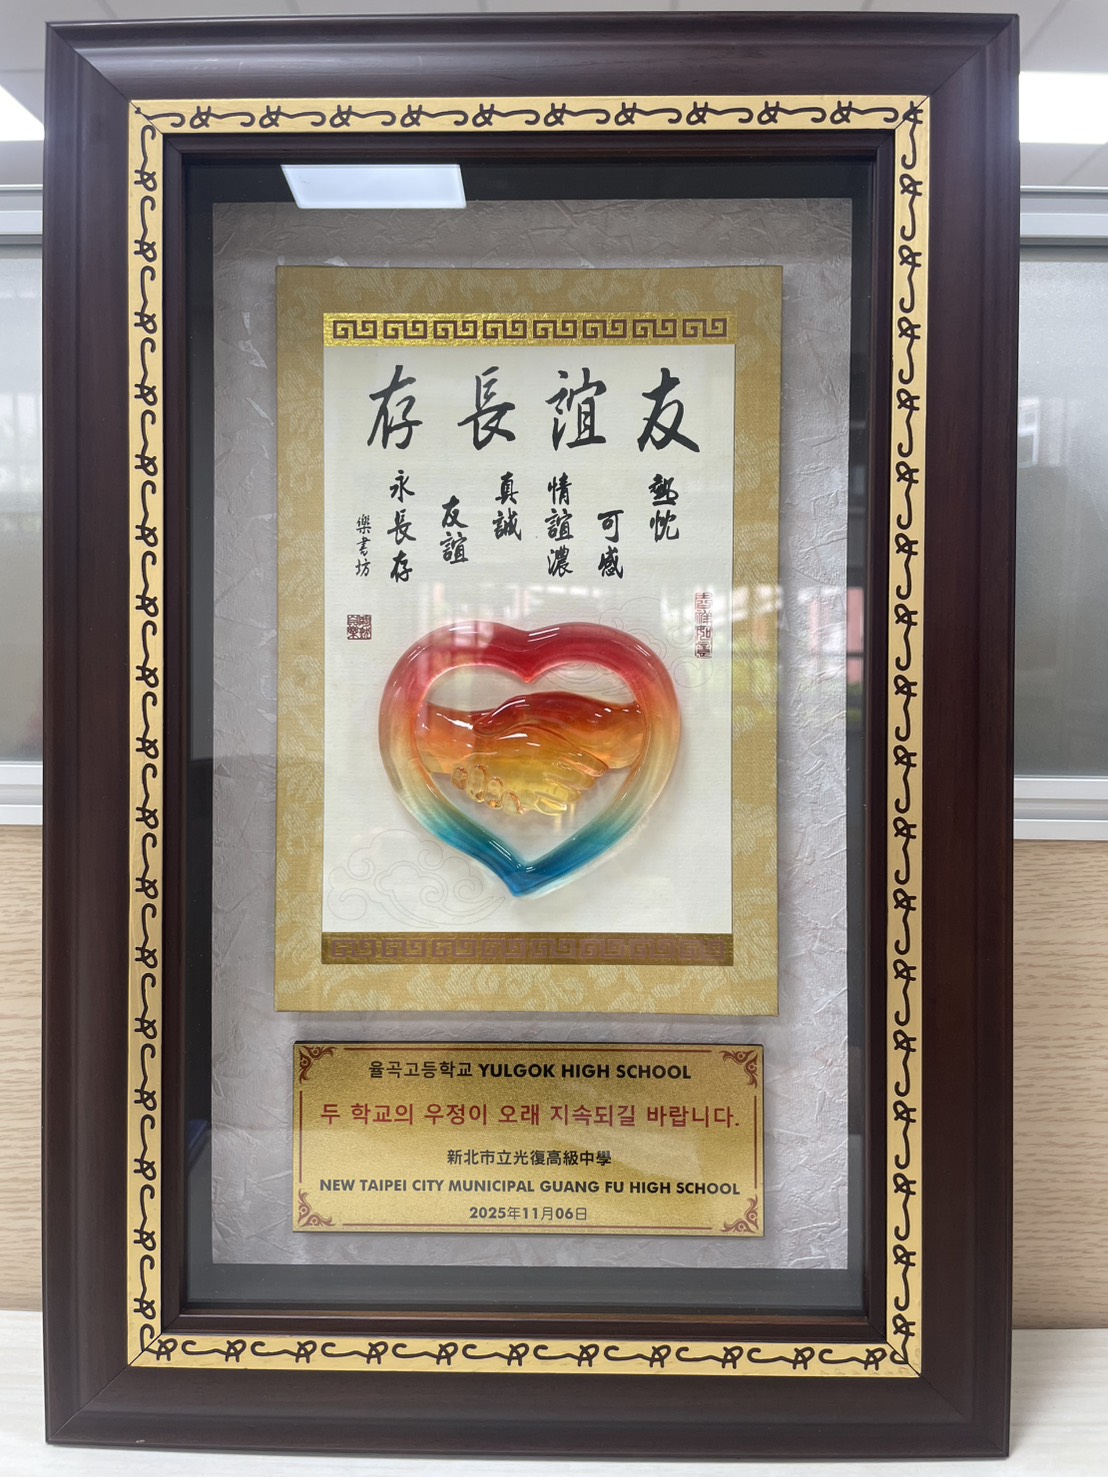 友誼長存
熱忱
可感
情誼濃
真誠
友誼
永長存
樂書坊
율곡고등학교 YULGOK HIGH SCHOOL
두 학교의 우정이 오래 지속되길 바랍니다.
新北市立光復高級中學
NEW TAIPEI CITY MUNICIPAL GUANG FU HIGH SCHOOL
2025年11月06日